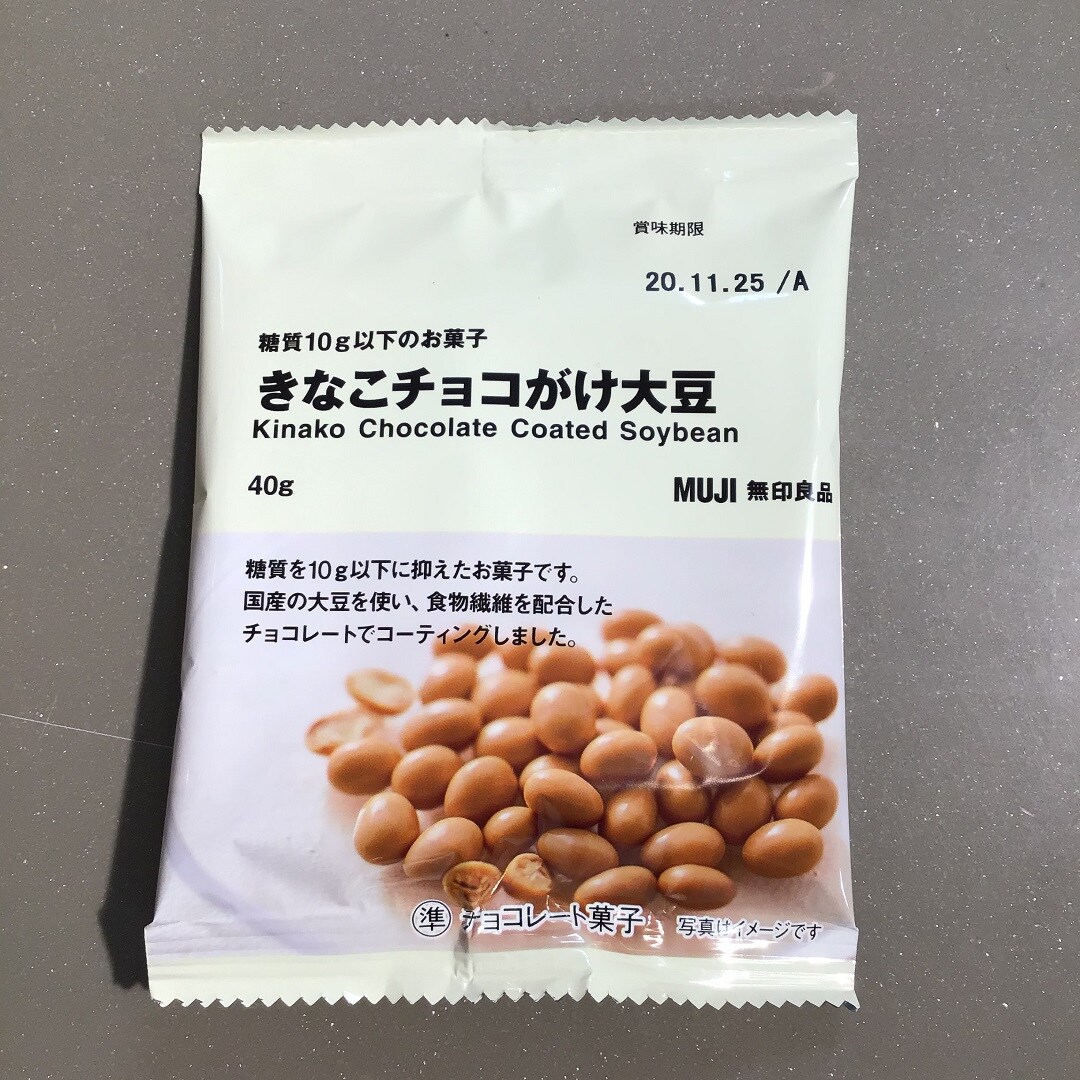 賞味期限
20.11.25 /A
糖質10g以下のお菓子
きなこチョコがけ大豆
Kinako Chocolate Coated Soybean
40g
MUJI 無印良品
糖質を10g以下に抑えたお菓子です。
国産の大豆を使い、食物繊維を配合した
チョコレートでコーティングしました。
準 チョコレート菓子 写真はイメージです